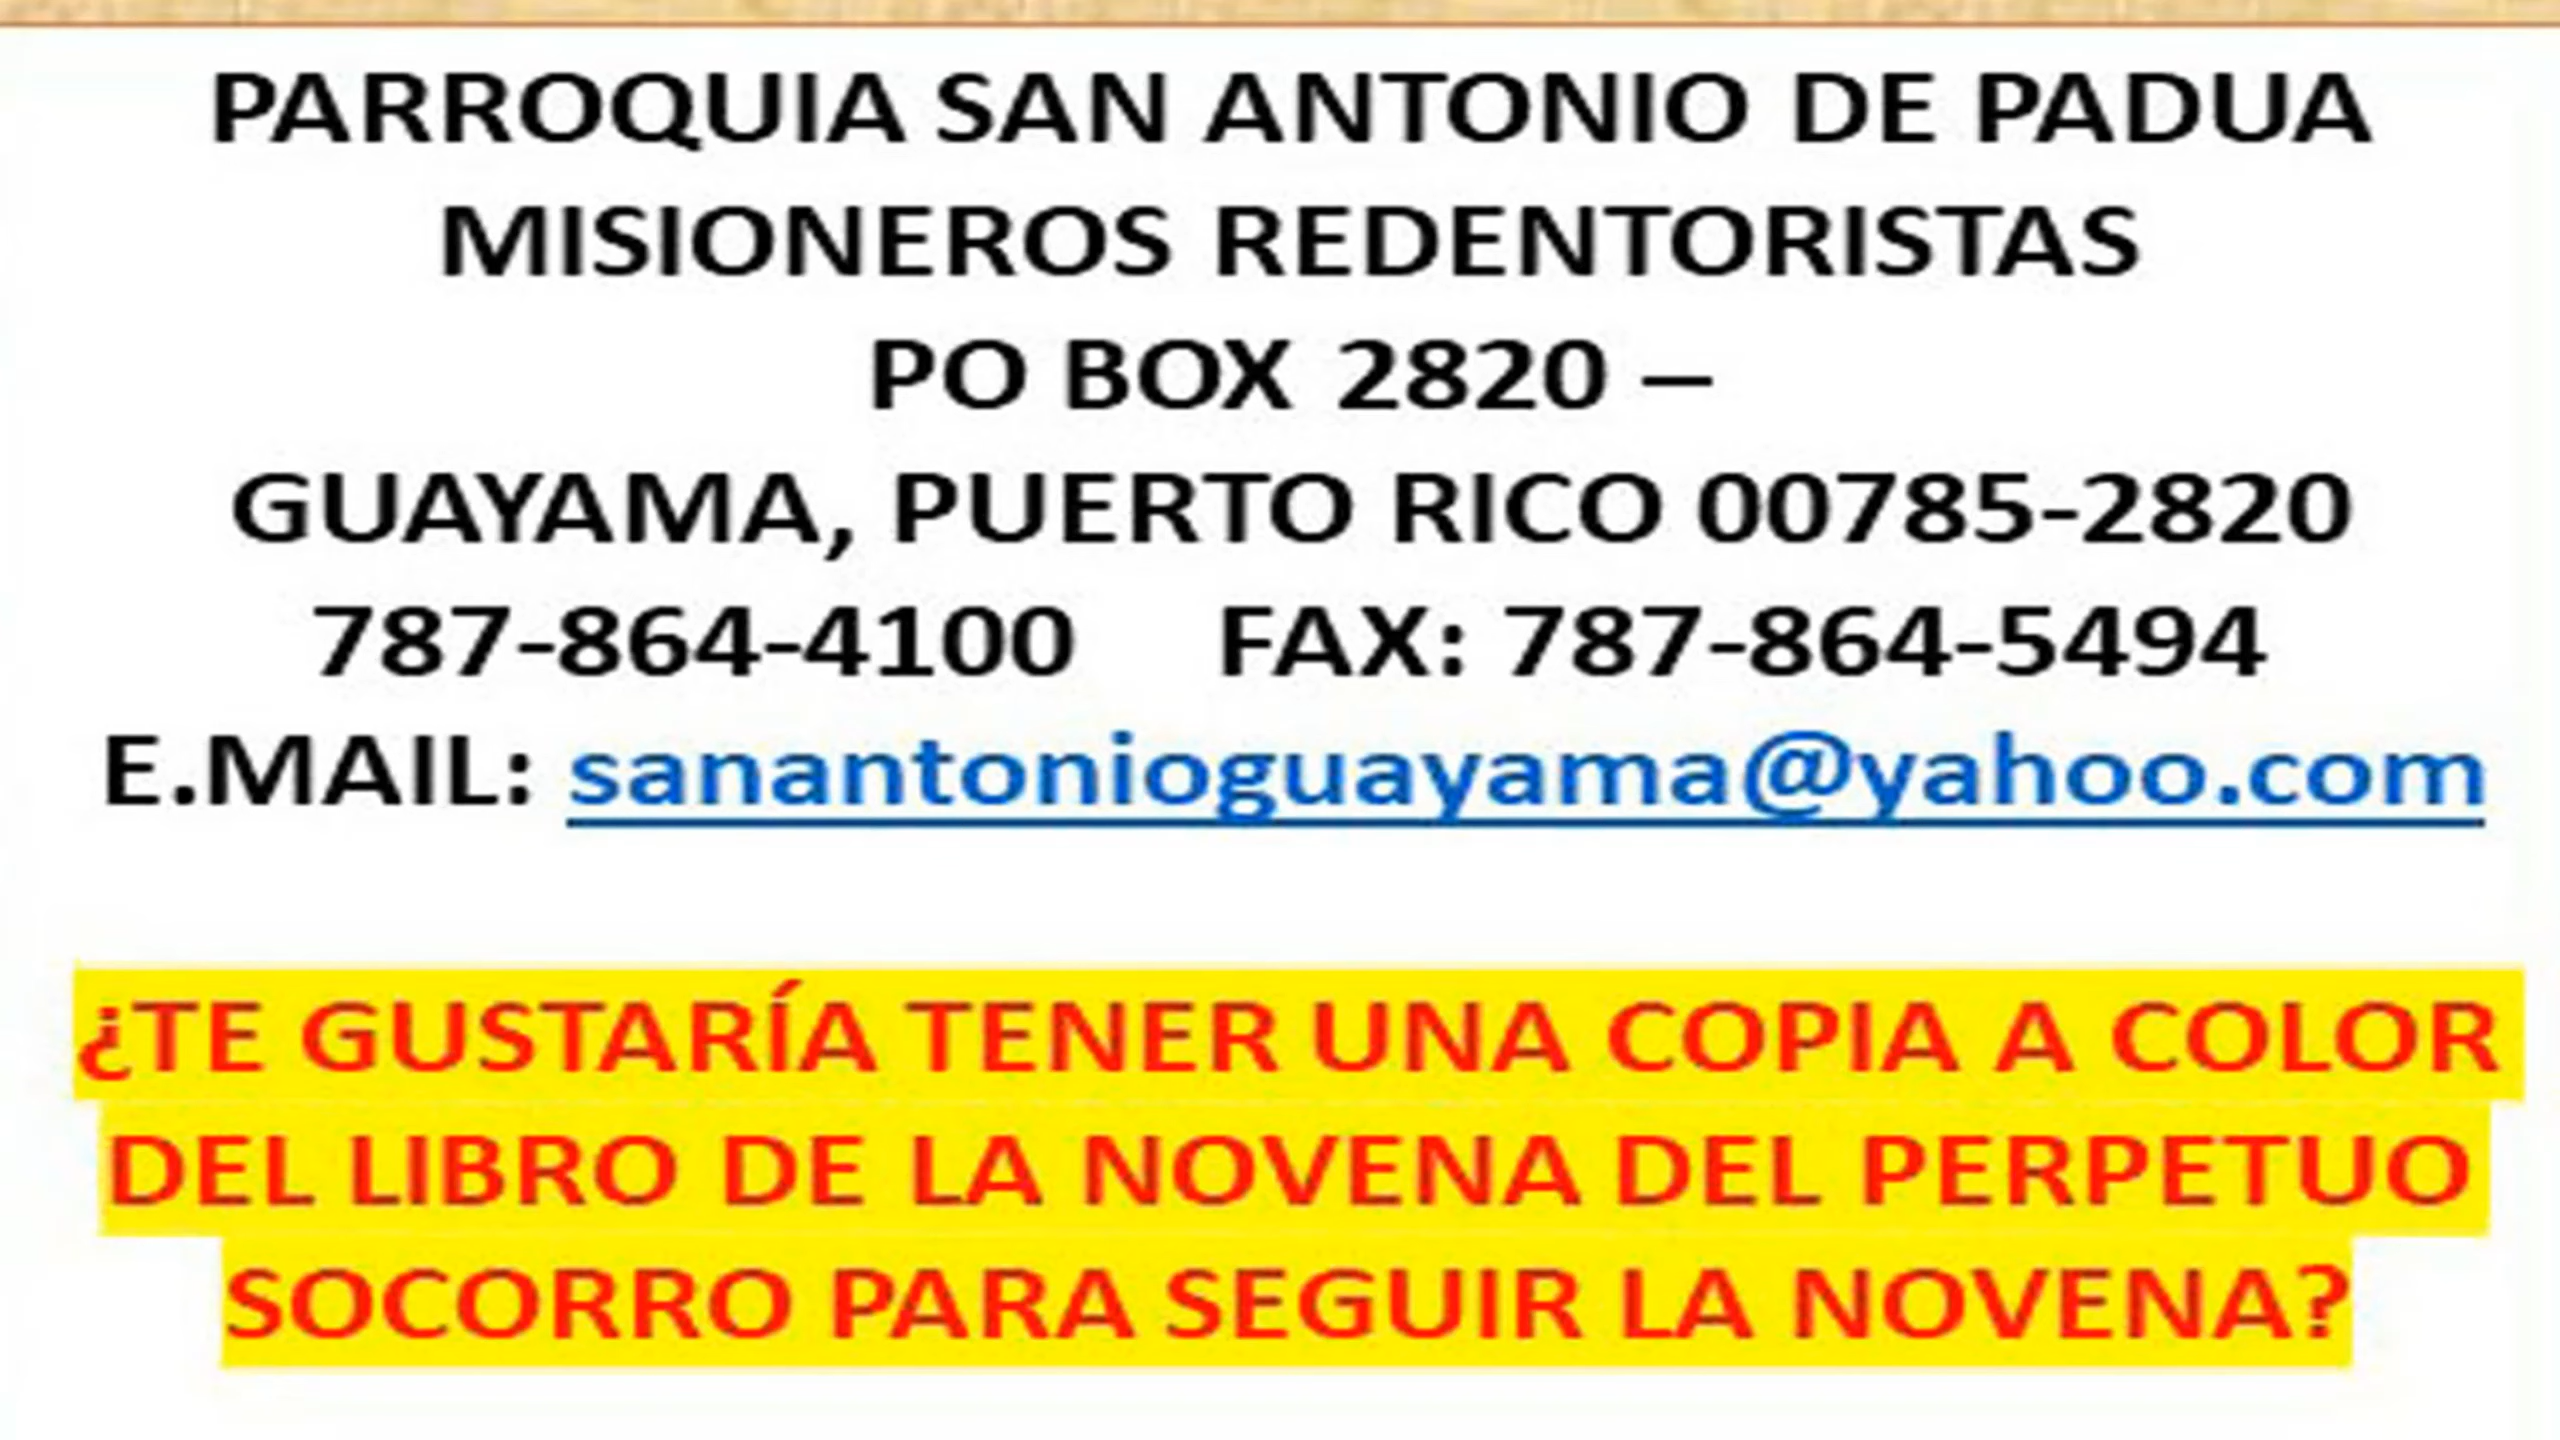 PARROQUIA SAN ANTONIO DE PADUA
MISIONEROS REDENTORISTAS
PO BOX 2820 –
GUAYAMA, PUERTO RICO 00785-2820
787-864-4100 FAX: 787-864-5494
E.MAIL: sanantonioguayama@yahoo.com
¿TE GUSTARÍA TENER UNA COPIA A COLOR
DEL LIBRO DE LA NOVENA DEL PERPETUO
SOCORRO PARA SEGUIR LA NOVENA?